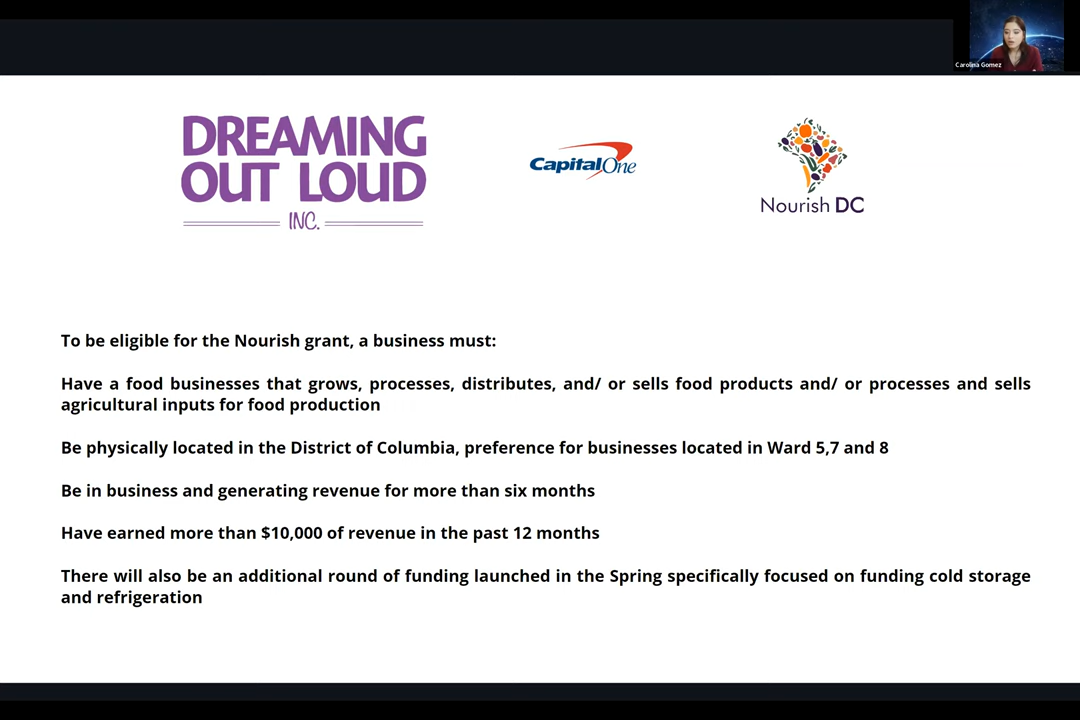 Carolina Gomez
DREAMING
OUT LOUD
INC.
CapitalOne
Nourish DC
To be eligible for the Nourish grant, a business must:
Have a food businesses that grows, processes, distributes, and/ or sells food products and/ or processes and sells
agricultural inputs for food production
Be physically located in the District of Columbia, preference for businesses located in Ward 5,7 and 8
Be in business and generating revenue for more than six months
Have earned more than $10,000 of revenue in the past 12 months
There will also be an additional round of funding launched in the Spring specifically focused on funding cold storage
and refrigeration